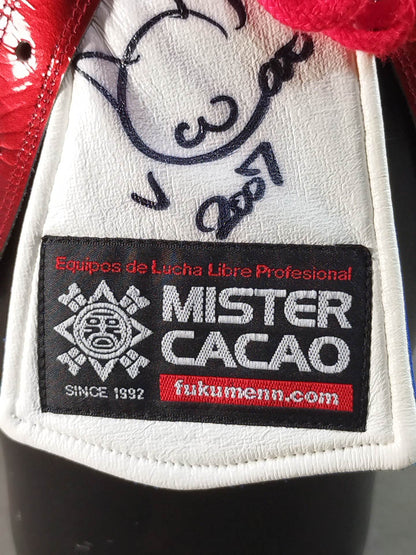 2007
Equipos de Lucha Libre Profesional
MISTER
CACAO
SINCE 1992
fukumenn.com